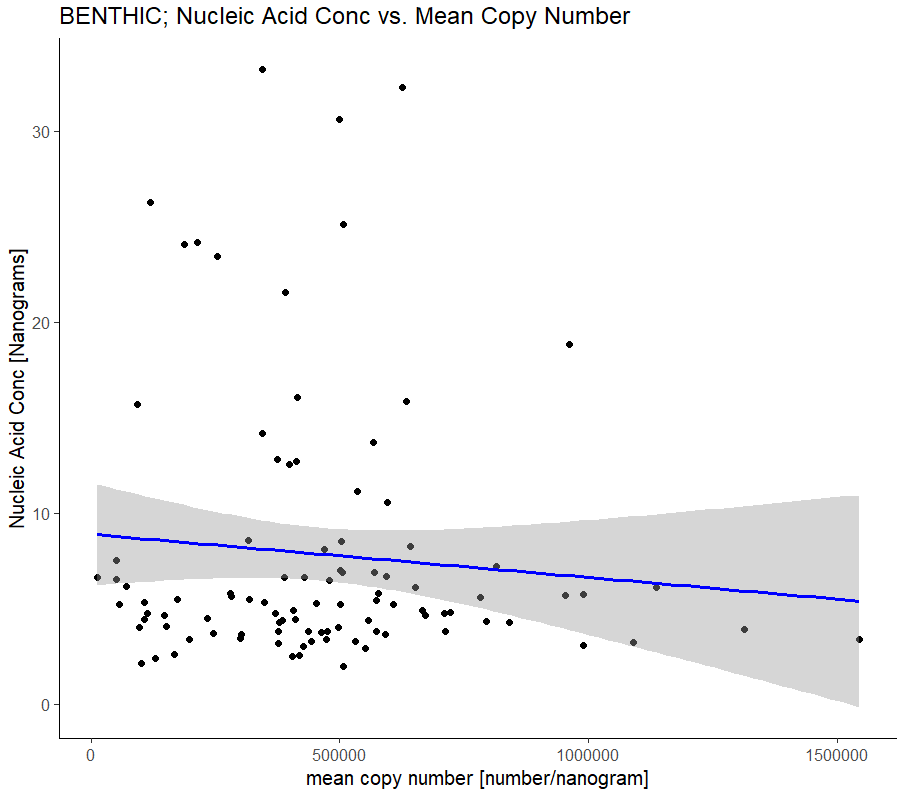 BENTHIC; Nucleic Acid Conc vs. Mean Copy Number
Nucleic Acid Conc [Nanograms]
30
20
10
0
0 500000 1000000 1500000
mean copy number [number/nanogram]